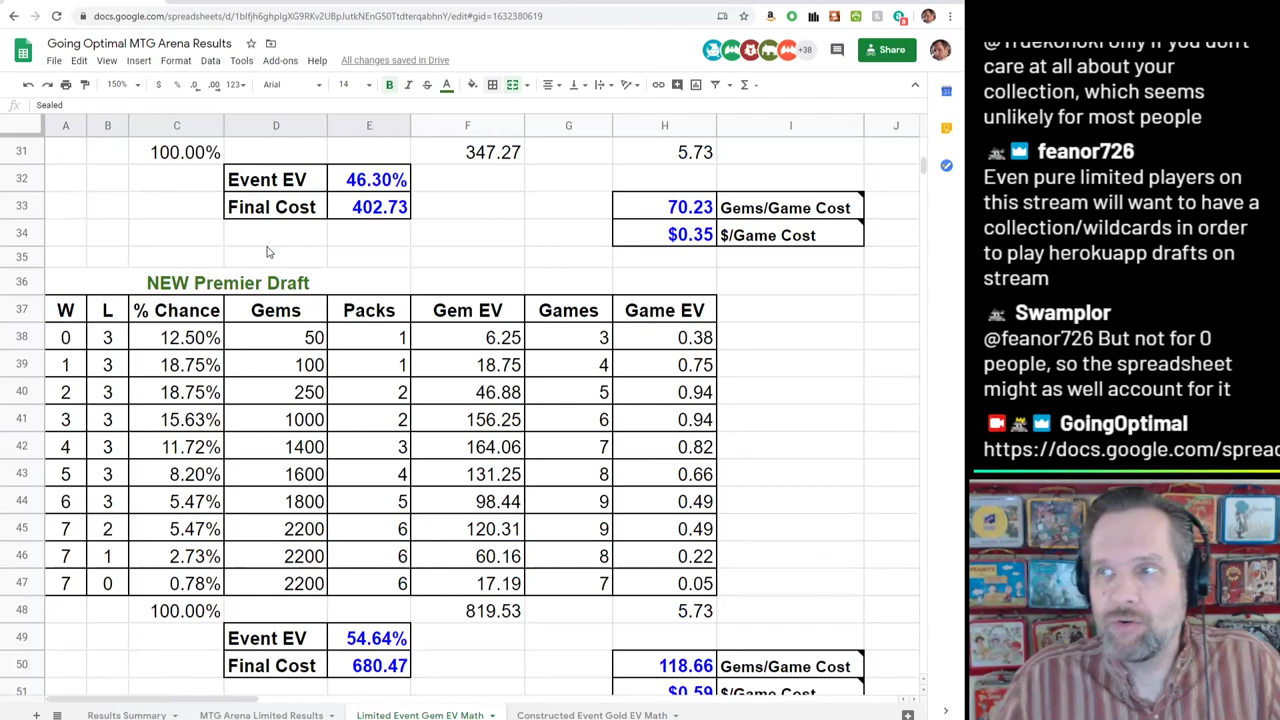 docs.google.com/spreadsheets/d/1blfjh6ghplgXG9RKv2UBpJutkNEnG50TtdterqabhnY/edit#gid=1632380619
Going Optimal MTG Arena Results
+38
Share
File Edit View Insert Format Data Tools Add-ons Help All changes saved in Drive
150% $ % .0 .00 123 Arial 14 B I S A
fx Sealed
A B C D E F G H I J
31 100.00% 347.27 5.73
32 Event EV 46.30%
33 Final Cost 402.73 70.23 Gems/Game Cost
34 $0.35 $/Game Cost
35
36 NEW Premier Draft
37 W L % Chance Gems Packs Gem EV Games Game EV
38 0 3 12.50% 50 1 6.25 3 0.38
39 1 3 18.75% 100 1 18.75 4 0.75
40 2 3 18.75% 250 2 46.88 5 0.94
41 3 3 15.63% 1000 2 156.25 6 0.94
42 4 3 11.72% 1400 3 164.06 7 0.82
43 5 3 8.20% 1600 4 131.25 8 0.66
44 6 3 5.47% 1800 5 98.44 9 0.49
45 7 2 5.47% 2200 6 120.31 9 0.49
46 7 1 2.73% 2200 6 60.16 8 0.22
47 7 0 0.78% 2200 6 17.19 7 0.05
48 100.00% 819.53 5.73
49 Event EV 54.64%
50 Final Cost 680.47 118.66 Gems/Game Cost
51 $0.59 $/Game Cost
Results Summary MTG Arena Limited Results Limited Event Gem EV Math Constructed Event Gold EV Math
only if you don't
care at all about your
collection, which seems
unlikely for most people
feanor726
Even pure limited players on
this stream will want to have a
collection/wildcards in order
to play herokuapp drafts on
stream
Swamplor
@feanor726 But not for 0
people, so the spreadsheet
might as well account for it
GoingOptimal
https://docs.google.com/spread